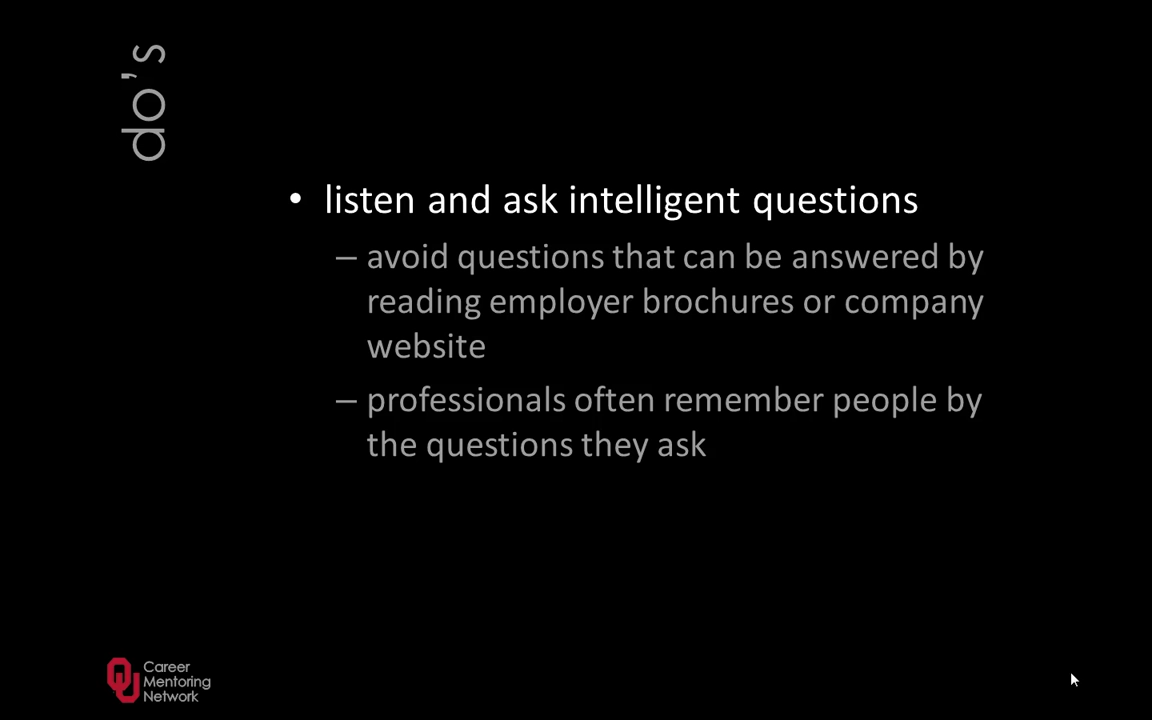 do's
• listen and ask intelligent questions
– avoid questions that can be answered by
reading employer brochures or company
website
– professionals often remember people by
the questions they ask
OU
Career
Mentoring
Network